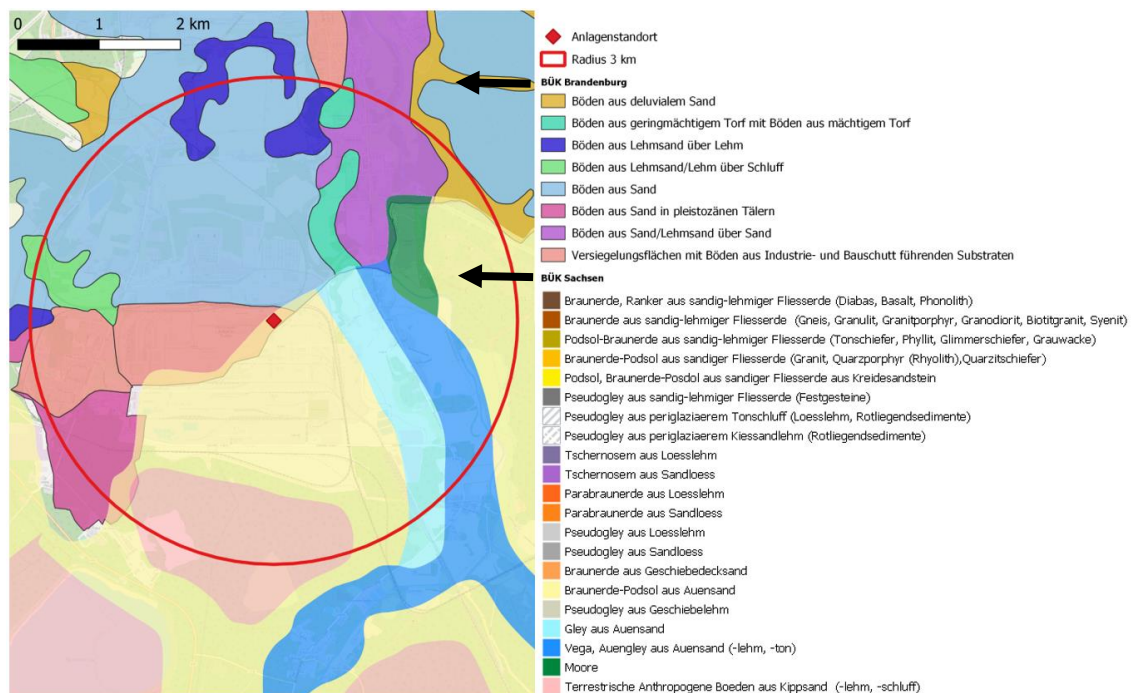 0 1 2 km
Anlagenstandort
Radius 3 km
BÜK Brandenburg
Böden aus deluvialem Sand
Böden aus geringmächtigem Torf mit Böden aus mächtigem Torf
Böden aus Lehmsand über Lehm
Böden aus Lehmsand/Lehm über Schluff
Böden aus Sand
Böden aus Sand in pleistozänen Tälern
Böden aus Sand/Lehmsand über Sand
Versiegelungsflächen mit Böden aus Industrie- und Bauschutt führenden Substraten
BÜK Sachsen
Braunerde, Ranker aus sandig-lehmiger Fliesserde (Diabas, Basalt, Phonolith)
Braunerde aus sandig-lehmiger Fliesserde (Gneis, Granulit, Granitporphyr, Granodiorit, Biotitgranit, Syenit)
Podsol-Braunerde aus sandig-lehmiger Fliesserde (Tonschiefer, Phyllit, Glimmerschiefer, Grauwacke)
Braunerde-Podsol aus sandiger Fliesserde (Granit, Quarzporphyr (Rhyolith),Quarzitschiefer)
Podsol, Braunerde-Posdol aus sandiger Fliesserde aus Kreidesandstein
Pseudogley aus sandig-lehmiger Fliesserde (Festgesteine)
Pseudogley aus periglaziaerem Tonschluff (Loesslehm, Rotliegendsedimente)
Pseudogley aus periglaziaerem Kiessandlehm (Rotliegendsedimente)
Tschernosem aus Loesslehm
Tschernosem aus Sandloess
Parabraunerde aus Loesslehm
Parabraunerde aus Sandloess
Pseudogley aus Loesslehm
Pseudogley aus Sandloess
Braunerde aus Geschiebedecksand
Braunerde-Podsol aus Auensand
Pseudogley aus Geschiebelehm
Gley aus Auensand
Vega, Auengley aus Auensand (-lehm, -ton)
Moore
Terrestrische Anthropogene Boeden aus Kippsand (-lehm, -schluff)